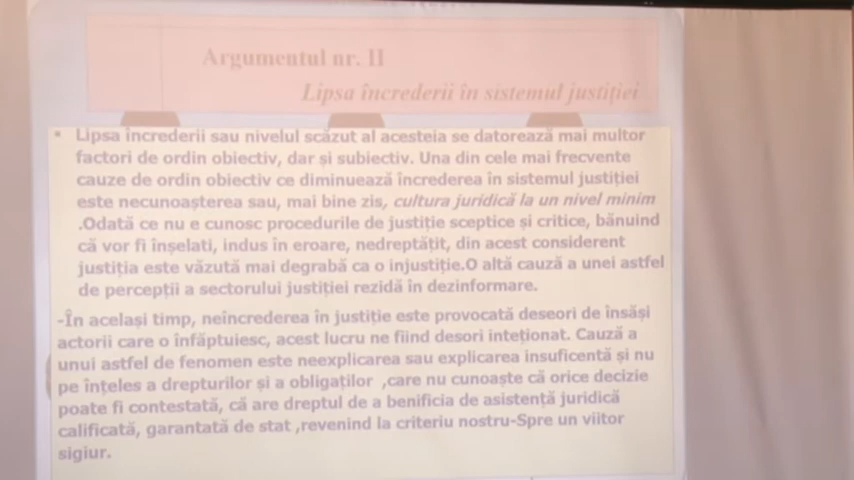 Argumentul nr. II
Lipsa încrederii în sistemul justiției
• Lipsa încrederii sau nivelul scăzut al acesteia se datorează mai multor
factori de ordin obiectiv, dar și subiectiv. Una din cele mai frecvente
cauze de ordin obiectiv ce diminuează încrederea în sistemul justiției
este necunoașterea sau, mai bine zis, cultura juridică la un nivel minim
.Odată ce nu e cunosc procedurile de justiție sceptice și critice, bănuind
că vor fi înșelati, indus în eroare, nedreptățit, din acest considerent
justiția este văzută mai degrabă ca o injustiție.O altă cauză a unei astfel
de percepții a sectorului justiției rezidă în dezinformare.
-În același timp, neîncrederea în justiție este provocată deseori de însăși
actorii care o înfăptuiesc, acest lucru ne fiind desori intețional. Cauză a
unui astfel de fenomen este neexplicarea sau explicarea insuficentă și nu
pe înțeles a drepturilor și a obligaților ,care nu cunoaște că orice decizie
poate fi contestată, că are dreptul de a benificia de asistență juridică
calificată, garantată de stat ,revenind la criteriu nostru-Spre un viitor
sigiur.